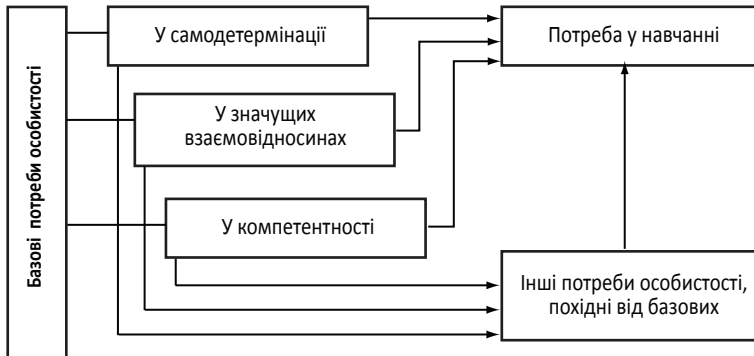 Базові потреби особистості
У самодетермінації
Потреба у навчанні
У значущих
взаємовідносинах
У компетентності
Інші потреби особистості,
похідні від базових